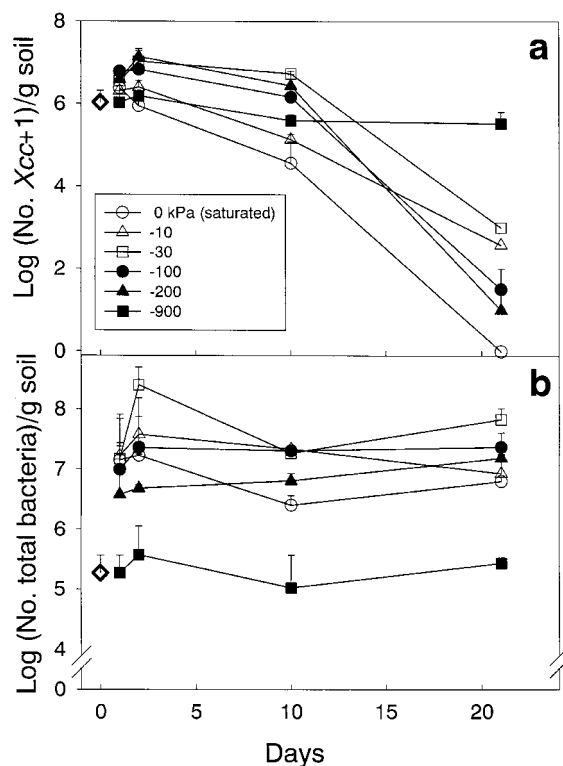 a
8
6
4
2
0
Log (No. Xcc+1)/g soil
0 kPa (saturated)
-10
-30
-100
-200
-900
b
8
7
6
5
4
0
Log (No. total bacteria)/g soil
0 5 10 15 20
Days